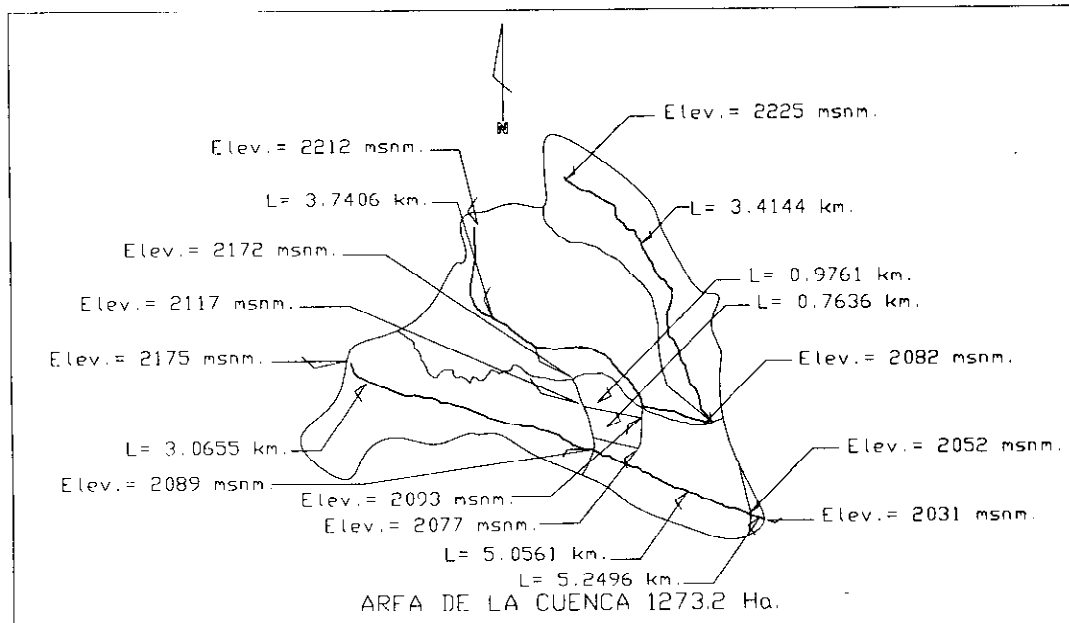 N
Elev.= 2225 msnm.
Elev.= 2212 msnm.
L= 3.7406 km.
L= 3.4144 km.
Elev.= 2172 msnm.
L= 0.9761 km.
Elev.= 2117 msnm.
L= 0.7636 km.
Elev.= 2175 msnm.
Elev.= 2082 msnm.
L= 3.0655 km.
Elev.= 2052 msnm.
Elev.= 2089 msnm.
Elev.= 2093 msnm.
Elev.= 2031 msnm.
Elev.= 2077 msnm.
L= 5.0561 km.
L= 5.2496 km.
AREA DE LA CUENCA 1273.2 Ha.